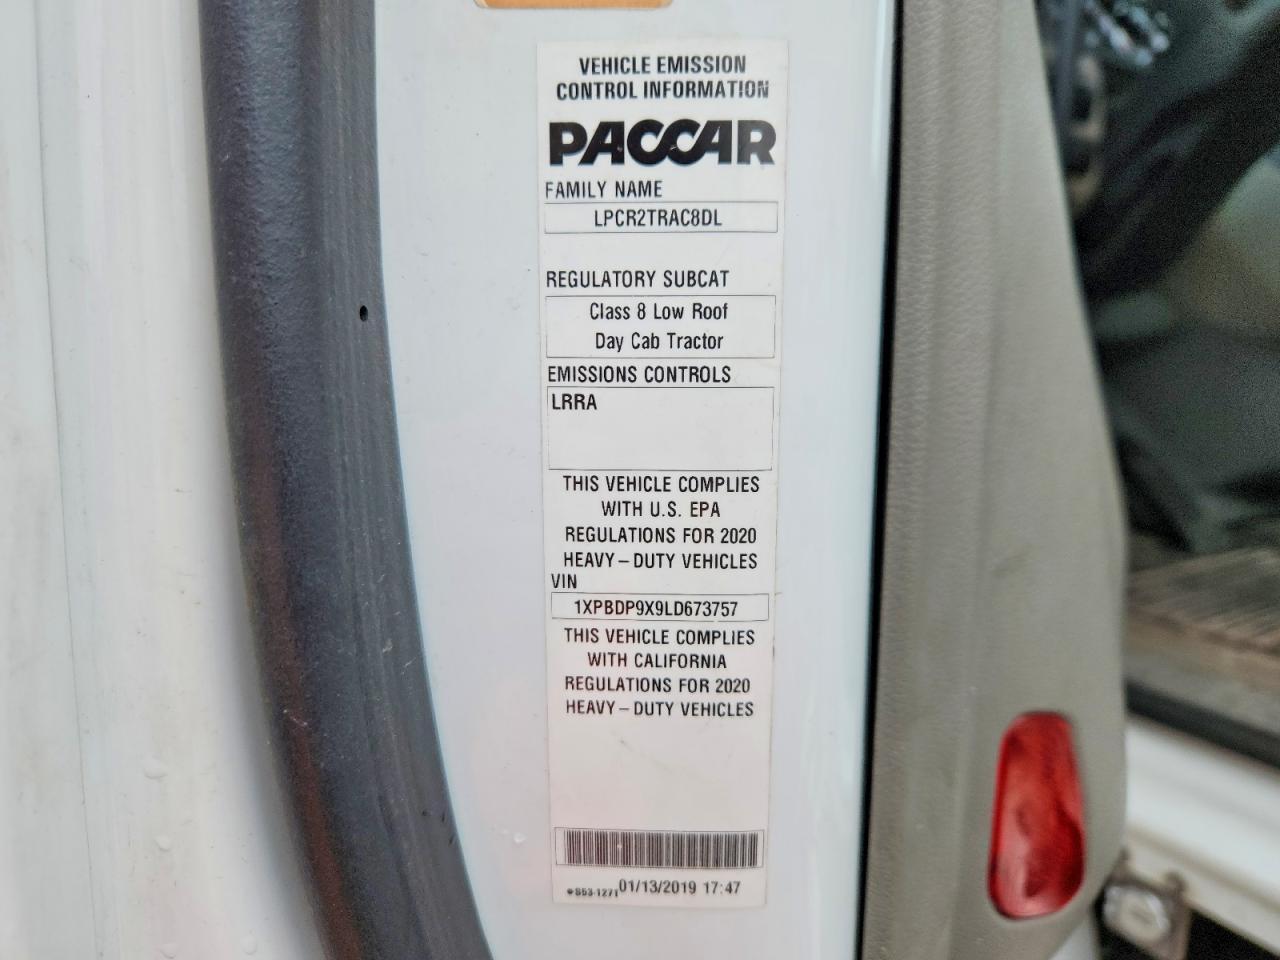 VEHICLE EMISSION
CONTROL INFORMATION
PACCAR
FAMILY NAME
LPCR2TRAC8DL
REGULATORY SUBCAT
Class 8 Low Roof
Day Cab Tractor
EMISSIONS CONTROLS
LRRA
THIS VEHICLE COMPLIES
WITH U.S. EPA
REGULATIONS FOR 2020
HEAVY-DUTY VEHICLES
VIN
1XPBDP9X9LD673757
THIS VEHICLE COMPLIES
WITH CALIFORNIA
REGULATIONS FOR 2020
HEAVY-DUTY VEHICLES
S53-1271 01/13/2019 17:47